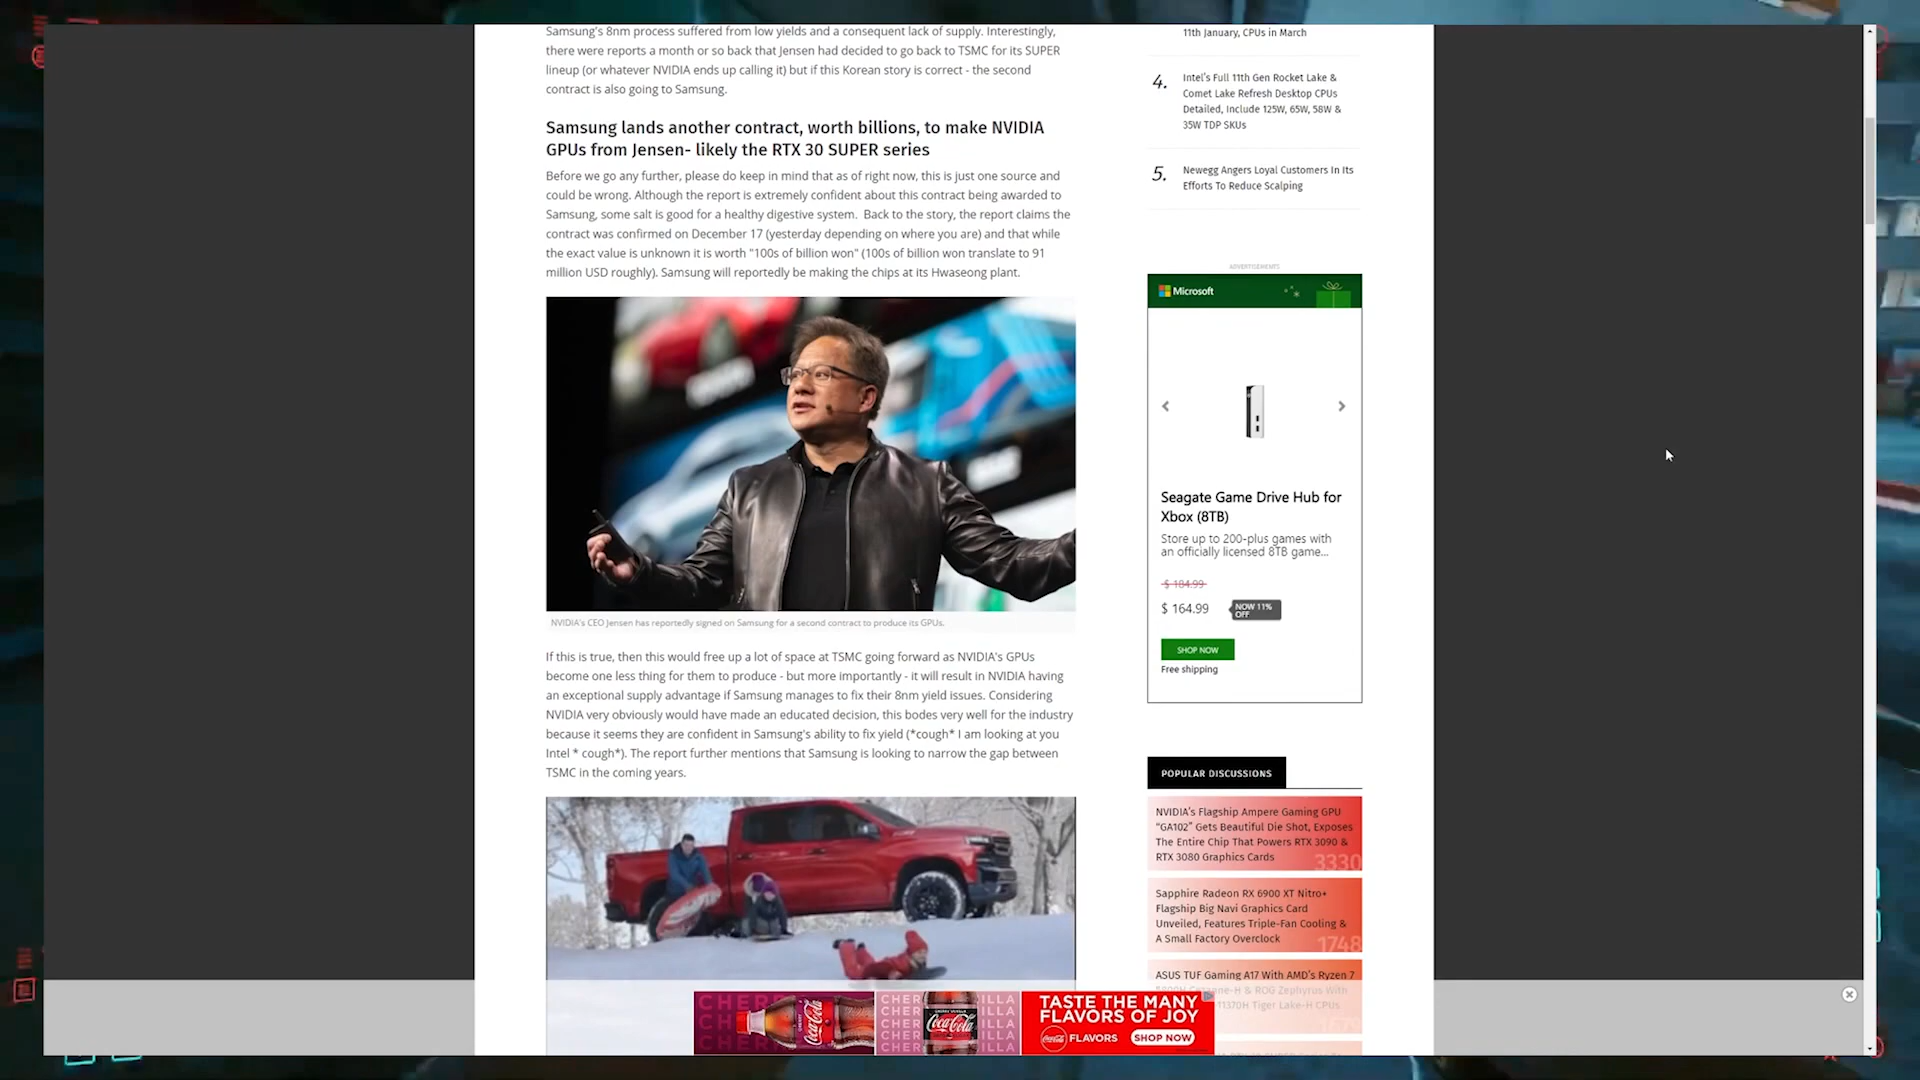 Samsung's 8nm process suffered from low yields and a consequent lack of supply. Interestingly,
there were reports a month or so back that Jensen had decided to go back to TSMC for its SUPER
lineup (or whatever NVIDIA ends up calling it) but if this Korean story is correct - the second
contract is also going to Samsung.
Samsung lands another contract, worth billions, to make NVIDIA
GPUs from Jensen- likely the RTX 30 SUPER series
Before we go any further, please do keep in mind that as of right now, this is just one source and
could be wrong. Although the report is extremely confident about this contract being awarded to
Samsung, some salt is good for a healthy digestive system.  Back to the story, the report claims the
contract was confirmed on December 17 (yesterday depending on where you are) and that while
the exact value is unknown it is worth "100s of billion won" (100s of billion won translate to 91
million USD roughly). Samsung will reportedly be making the chips at its Hwaseong plant.
NVIDIA's CEO Jensen has reportedly signed on Samsung for a second contract to produce its GPUs.
If this is true, then this would free up a lot of space at TSMC going forward as NVIDIA's GPUs
become one less thing for them to produce - but more importantly - it will result in NVIDIA having
an exceptional supply advantage if Samsung manages to fix their 8nm yield issues. Considering
NVIDIA very obviously would have made an educated decision, this bodes very well for the industry
because it seems they are confident in Samsung's ability to fix yield (*cough* I am looking at you
Intel * cough*). The report further mentions that Samsung is looking to narrow the gap between
TSMC in the coming years.
11th January, CPUs in March
4.
Intel's Full 11th Gen Rocket Lake &
Comet Lake Refresh Desktop CPUs
Detailed, Include 125W, 65W, 58W &
35W TDP SKUs
5.
Newegg Angers Loyal Customers In Its
Efforts To Reduce Scalping
ADVERTISEMENTS
Microsoft
Seagate Game Drive Hub for
Xbox (8TB)
Store up to 200-plus games with
an officially licensed 8TB game...
$ 184.99
$ 164.99
NOW 11%
OFF
SHOP NOW
Free shipping
POPULAR DISCUSSIONS
NVIDIA's Flagship Ampere Gaming GPU
"GA102" Gets Beautiful Die Shot, Exposes
The Entire Chip That Powers RTX 3090 &
RTX 3080 Graphics Cards
3330
Sapphire Radeon RX 6900 XT Nitro+
Flagship Big Navi Graphics Card
Unveiled, Features Triple-Fan Cooling &
A Small Factory Overclock
1748
ASUS TUF Gaming A17 With AMD's Ryzen 7
5800H Cezanne-H & ROG Zephyrus With
11370H Tiger Lake-H CPUs
Coca-Cola
Coca-Cola
TASTE THE MANY
FLAVORS OF JOY
FLAVORS
SHOP NOW